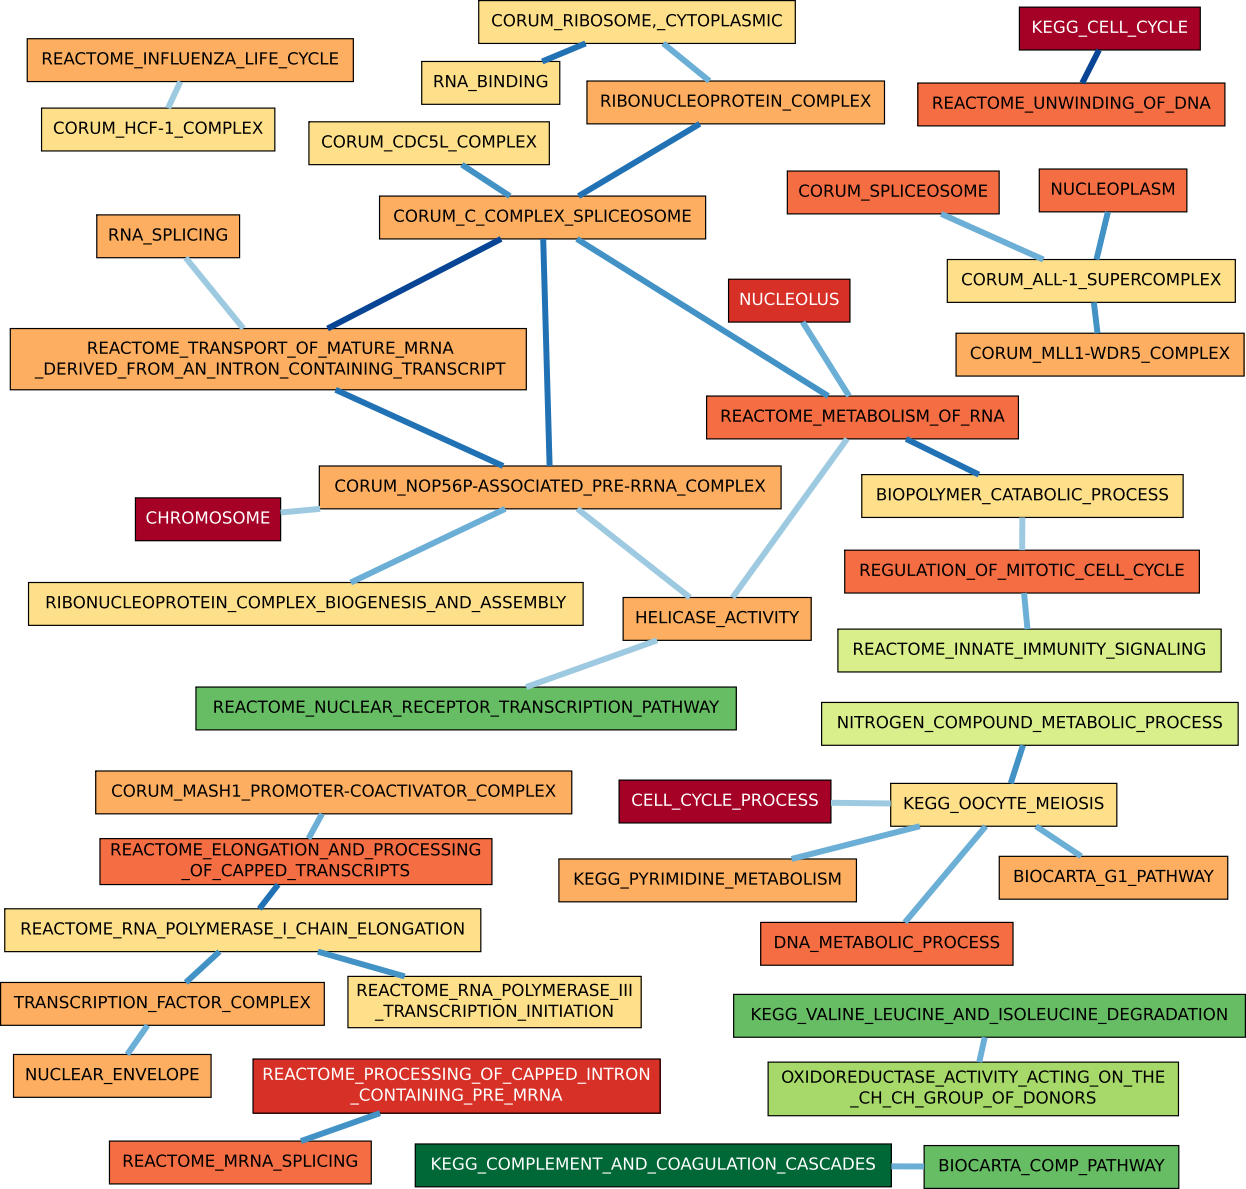 CORUM_RIBOSOME,_CYTOPLASMIC
KEGG_CELL_CYCLE
REACTOME_INFLUENZA_LIFE_CYCLE
RNA_BINDING
RIBONUCLEOPROTEIN_COMPLEX
REACTOME_UNWINDING_OF_DNA
CORUM_HCF-1_COMPLEX
CORUM_CDC5L_COMPLEX
CORUM_SPLICEOSOME
NUCLEOPLASM
CORUM_C_COMPLEX_SPLICEOSOME
RNA_SPLICING
CORUM_ALL-1_SUPERCOMPLEX
NUCLEOLUS
REACTOME_TRANSPORT_OF_MATURE_MRNA
_DERIVED_FROM_AN_INTRON_CONTAINING_TRANSCRIPT
CORUM_MLL1-WDR5_COMPLEX
REACTOME_METABOLISM_OF_RNA
CORUM_NOP56P-ASSOCIATED_PRE-RRNA_COMPLEX
BIOPOLYMER_CATABOLIC_PROCESS
CHROMOSOME
REGULATION_OF_MITOTIC_CELL_CYCLE
RIBONUCLEOPROTEIN_COMPLEX_BIOGENESIS_AND_ASSEMBLY
HELICASE_ACTIVITY
REACTOME_INNATE_IMMUNITY_SIGNALING
REACTOME_NUCLEAR_RECEPTOR_TRANSCRIPTION_PATHWAY
NITROGEN_COMPOUND_METABOLIC_PROCESS
CORUM_MASH1_PROMOTER-COACTIVATOR_COMPLEX
CELL_CYCLE_PROCESS
KEGG_OOCYTE_MEIOSIS
REACTOME_ELONGATION_AND_PROCESSING
_OF_CAPPED_TRANSCRIPTS
KEGG_PYRIMIDINE_METABOLISM
BIOCARTA_G1_PATHWAY
REACTOME_RNA_POLYMERASE_I_CHAIN_ELONGATION
DNA_METABOLIC_PROCESS
TRANSCRIPTION_FACTOR_COMPLEX
REACTOME_RNA_POLYMERASE_III
_TRANSCRIPTION_INITIATION
KEGG_VALINE_LEUCINE_AND_ISOLEUCINE_DEGRADATION
NUCLEAR_ENVELOPE
REACTOME_PROCESSING_OF_CAPPED_INTRON
_CONTAINING_PRE_MRNA
OXIDOREDUCTASE_ACTIVITY_ACTING_ON_THE
_CH_CH_GROUP_OF_DONORS
REACTOME_MRNA_SPLICING
KEGG_COMPLEMENT_AND_COAGULATION_CASCADES
BIOCARTA_COMP_PATHWAY